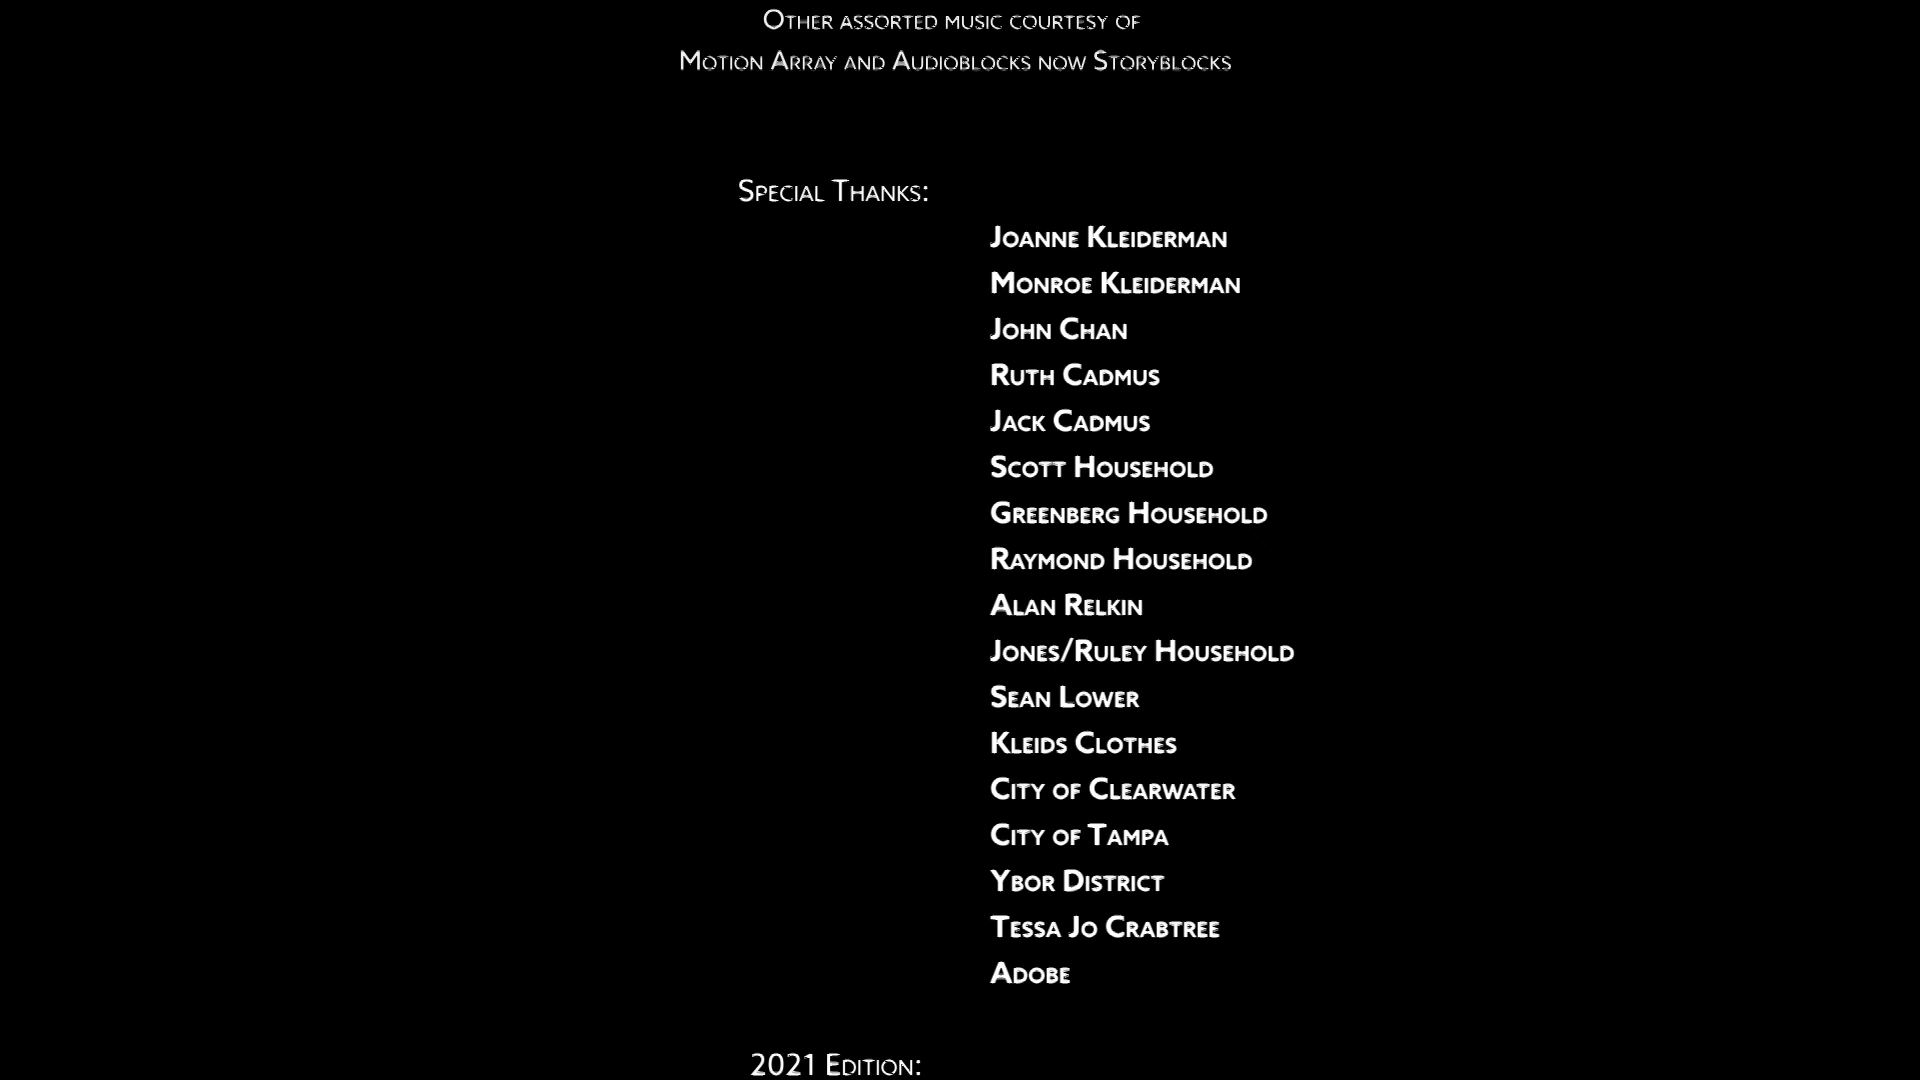 Other assorted music courtesy of
Motion Array and Audioblocks now Storyblocks
Special Thanks:
Joanne Kleiderman
Monroe Kleiderman
John Chan
Ruth Cadmus
Jack Cadmus
Scott Household
Greenberg Household
Raymond Household
Alan Relkin
Jones/Ruley Household
Sean Lower
Kleids Clothes
City of Clearwater
City of Tampa
Ybor District
Tessa Jo Crabtree
Adobe
2021 Edition: